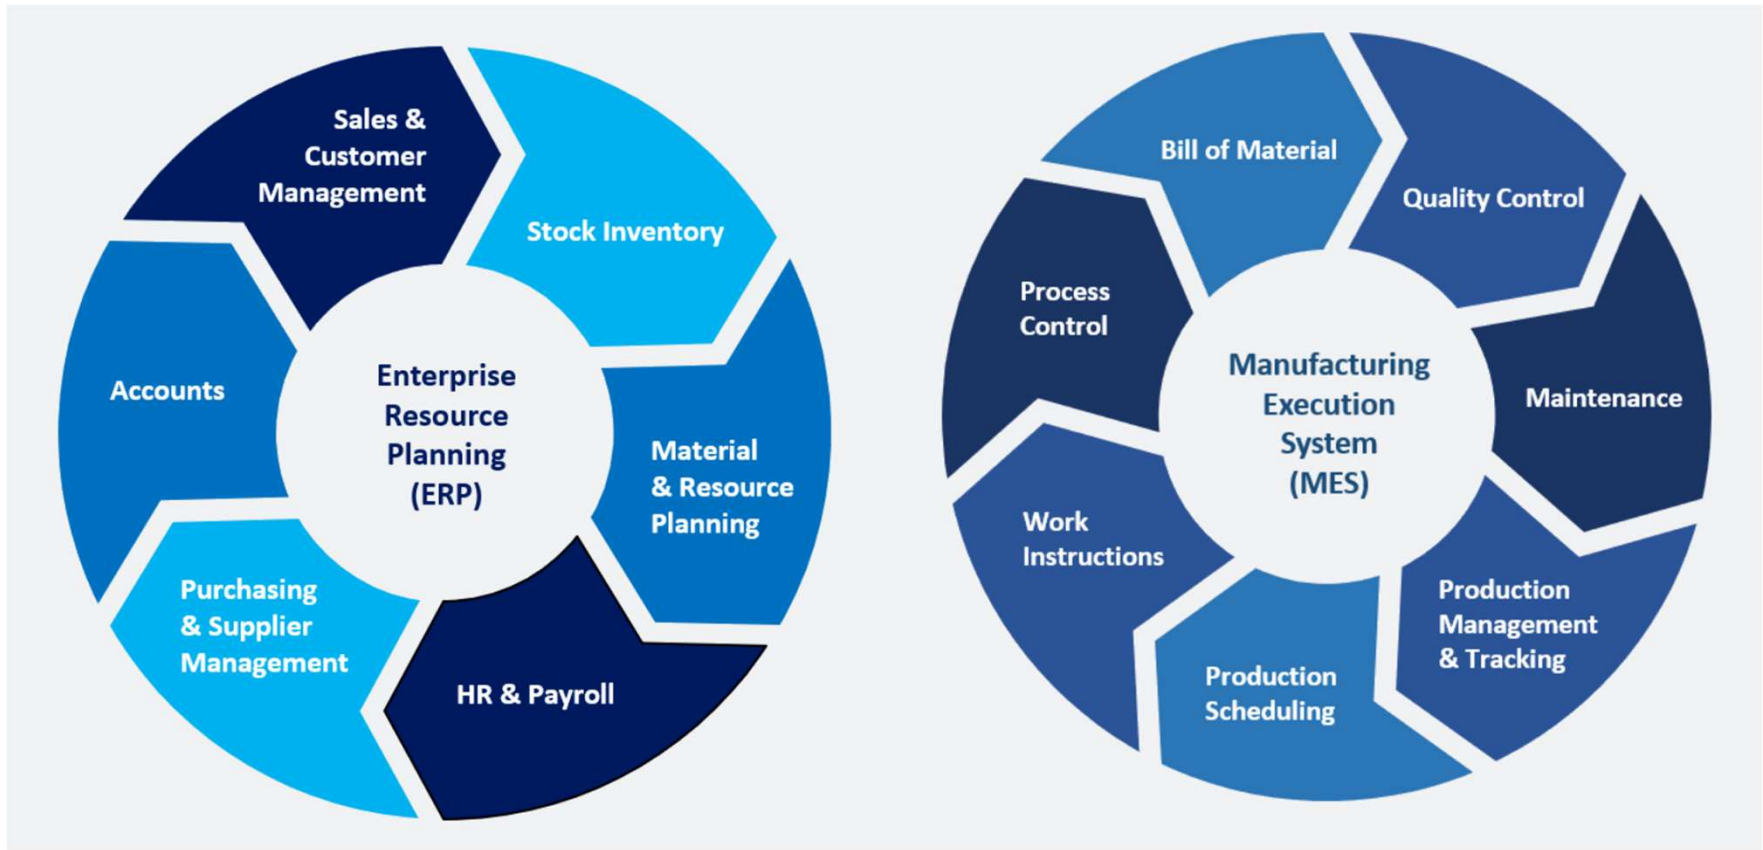 Sales &
Customer
Management
Stock Inventory
Material
& Resource
Planning
HR & Payroll
Purchasing
& Supplier
Management
Accounts
Enterprise
Resource
Planning
(ERP)
Bill of Material
Quality Control
Maintenance
Production
Management
& Tracking
Production
Scheduling
Work
Instructions
Process
Control
Manufacturing
Execution
System
(MES)